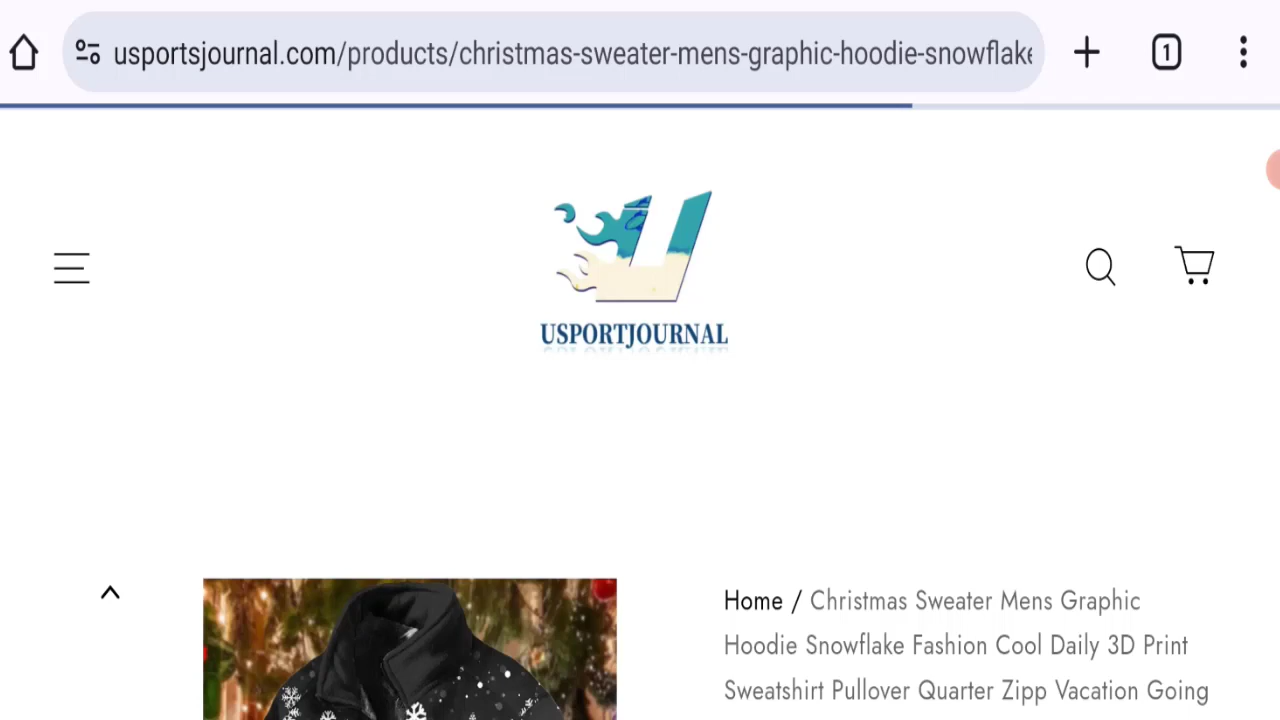 usportsjournal.com/products/christmas-sweater-mens-graphic-hoodie-snowflake
1
USPORTJOURNAL
Home / Christmas Sweater Mens Graphic
Hoodie Snowflake Fashion Cool Daily 3D Print
Sweatshirt Pullover Quarter Zipp Vacation Going